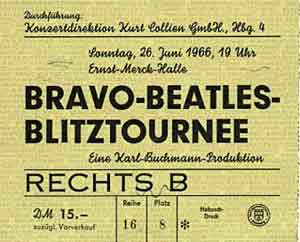 Durchführung:
Konzertdirektion Kurt Collien GmbH., Hbg. 4
Sonntag, 26. Juni 1966, 19 Uhr
Ernst-Merck-Halle
BRAVO-BEATLES-
BLITZTOURNEE
Eine Karl-Buchmann-Produktion
RECHTS B
DM 15.-
zuzügl. Vorverkauf
Reihe
16
Platz
8
*
Druck